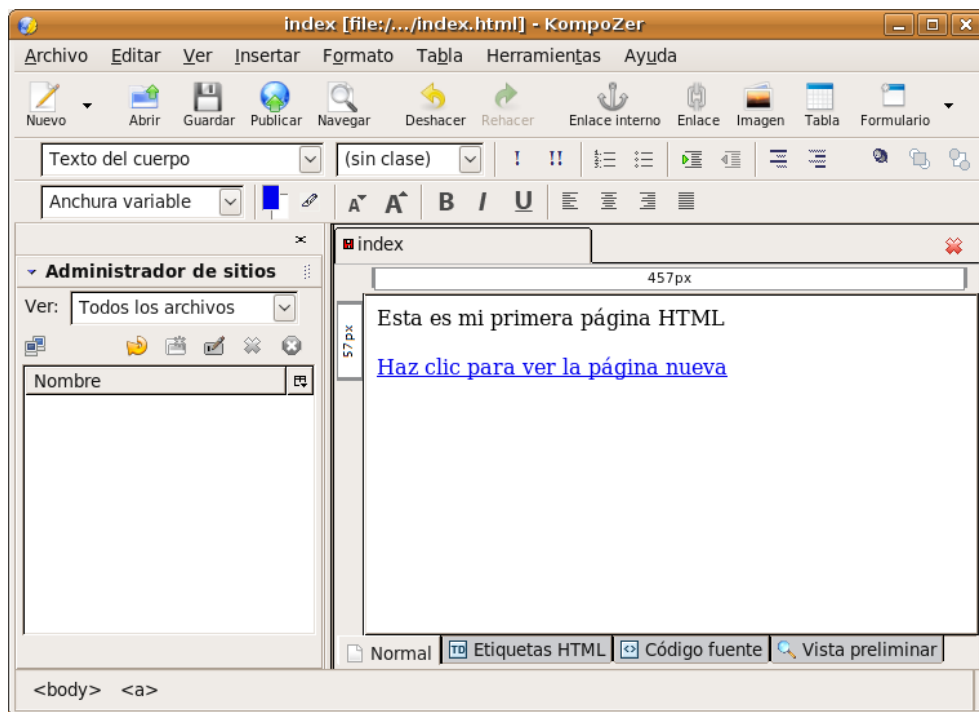 index [file:/.../index.html] - KompoZer
Archivo Editar Ver Insertar Formato Tabla Herramientas Ayuda
Nuevo Abrir Guardar Publicar Navegar Deshacer Rehacer Enlace interno Enlace Imagen Tabla Formulario
Texto del cuerpo (sin clase) ! !!
Anchura variable A A B I U
index
Administrador de sitios
457px
Ver: Todos los archivos
57px
Esta es mi primera página HTML
Haz clic para ver la página nueva
Nombre
Normal TD Etiquetas HTML Código fuente Vista preliminar
<body> <a>